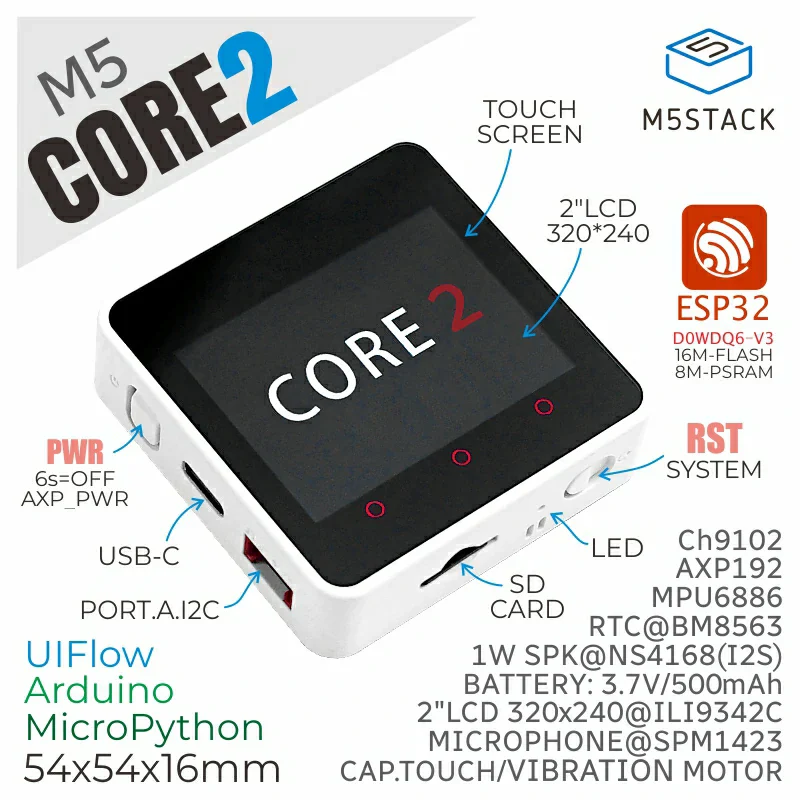 M5
CORE2
5
M5STACK
TOUCH
SCREEN
2"LCD
320*240
ESP32
D0WDQ6-V3
16M-FLASH
8M-PSRAM
CORE 2
PWR
6s=OFF
AXP_PWR
RST
SYSTEM
USB-C
LED
PORT.A.I2C
SD
CARD
UIFlow
Arduino
MicroPython
54x54x16mm
Ch9102
AXP192
MPU6886
RTC@BM8563
1W SPK@NS4168(I2S)
BATTERY: 3.7V/500mAh
2"LCD 320x240@ILI9342C
MICROPHONE@SPM1423
CAP.TOUCH/VIBRATION MOTOR